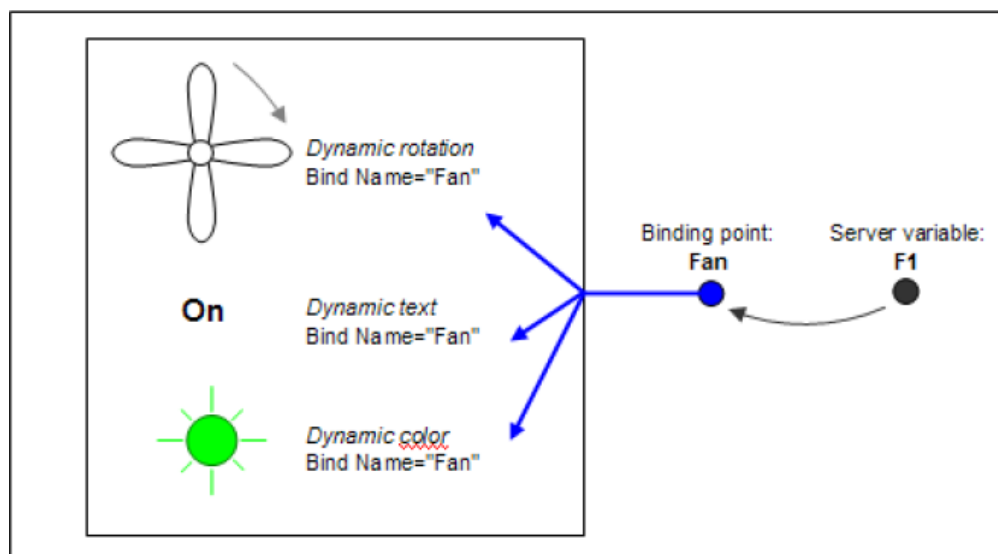 Dynamic rotation
Bind Name="Fan"
Binding point:
Fan
Server variable:
F1
On
Dynamic text
Bind Name="Fan"
Dynamic color
Bind Name="Fan"